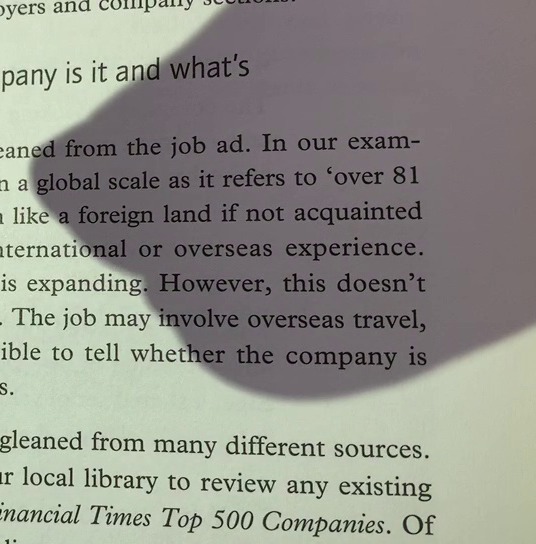 oyers and company sections.
pany is it and what's
eaned from the job ad. In our exam-
n a global scale as it refers to ‘over 81
n like a foreign land if not acquainted
nternational or overseas experience.
is expanding. However, this doesn't
. The job may involve overseas travel,
ible to tell whether the company is
s.
gleaned from many different sources.
ur local library to review any existing
inancial Times Top 500 Companies. Of